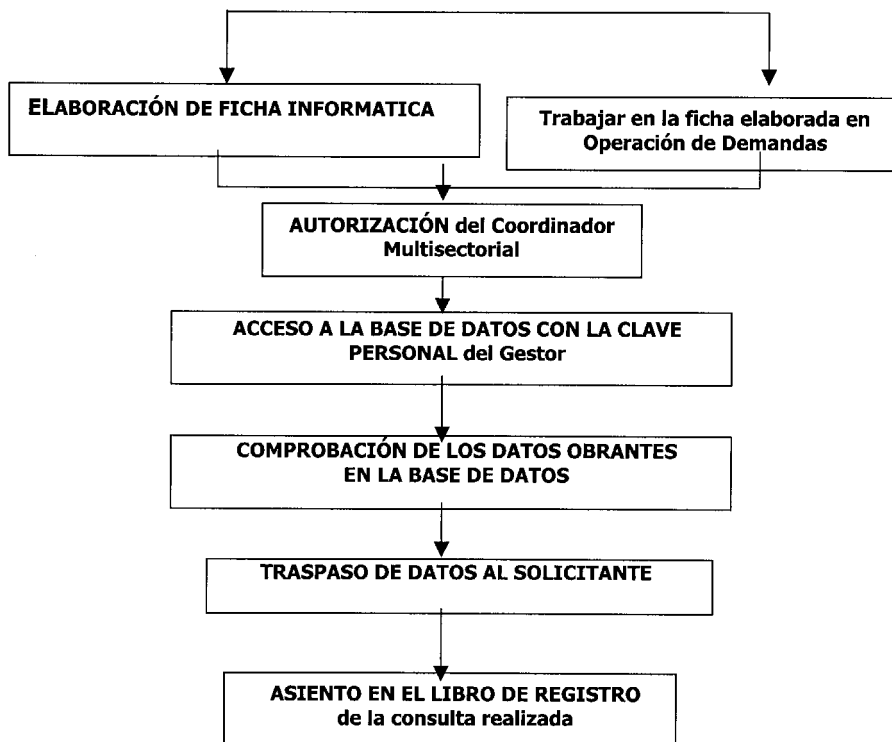 ELABORACIÓN DE FICHA INFORMATICA
Trabajar en la ficha elaborada en
Operación de Demandas
AUTORIZACIÓN del Coordinador
Multisectorial
ACCESO A LA BASE DE DATOS CON LA CLAVE
PERSONAL del Gestor
COMPROBACIÓN DE LOS DATOS OBRANTES
EN LA BASE DE DATOS
TRASPASO DE DATOS AL SOLICITANTE
ASIENTO EN EL LIBRO DE REGISTRO
de la consulta realizada